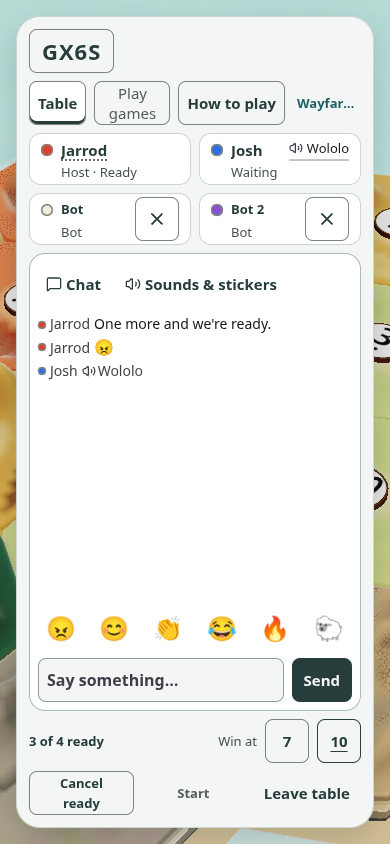 GX6S
Table
Play games
How to play
Wayfar...
Jarrod
Host · Ready
Josh
Wololo
Waiting
Bot
Bot
Bot 2
Bot
Chat
Sounds & stickers
Jarrod One more and we're ready.
Jarrod 😠
Josh Wololo
😠 😊 👏 😂 🔥 🐑
Say something...
Send
3 of 4 ready
Win at
7
10
Cancel ready
Start
Leave table